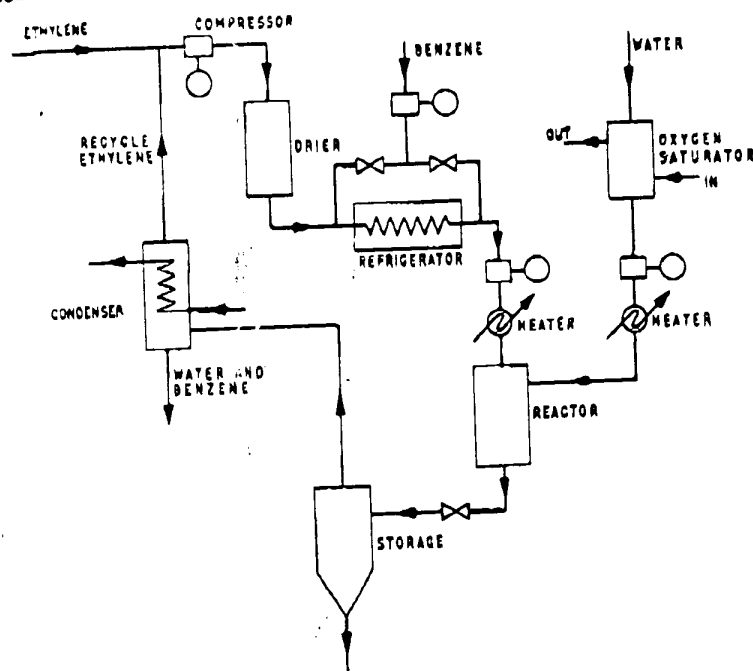 ETHYLENE
COMPRESSOR
BENZENE
WATER
RECYCLE
ETHYLENE
DRIER
OUT
OXYGEN
SATURATOR
IN
REFRIGERATOR
CONDENSER
HEATER
HEATER
WATER AND
BENZENE
REACTOR
STORAGE